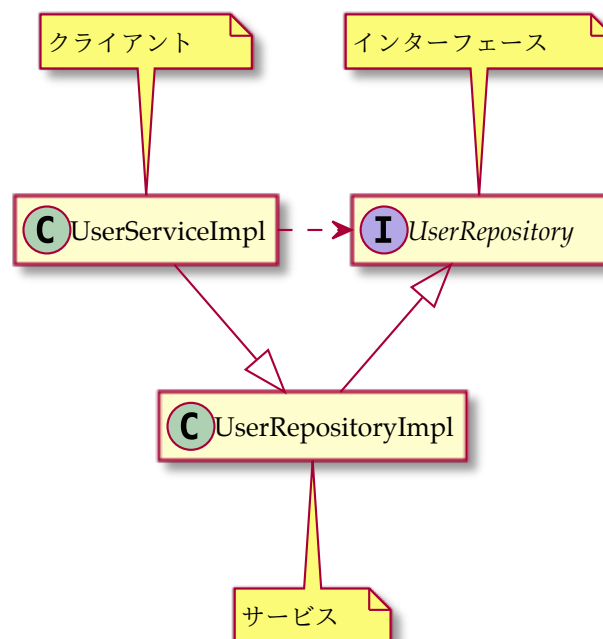 クライアント
インターフェース
C UserServiceImpl
I UserRepository
C UserRepositoryImpl
サービス